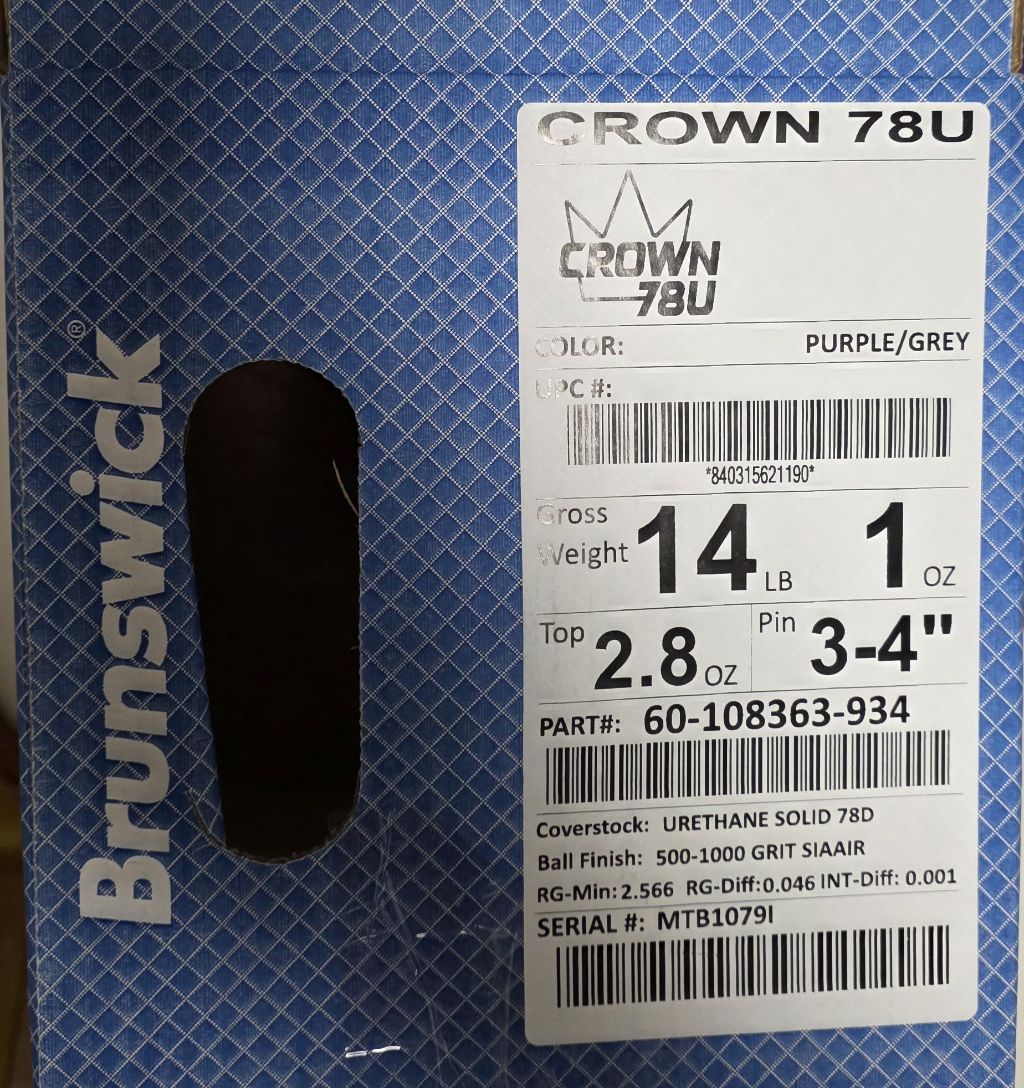 Brunswick®
CROWN 78U
CROWN
78U
COLOR: PURPLE/GREY
UPC #:
*840315621190*
Gross Weight 14 LB 1 OZ
Top 2.8 OZ Pin 3-4"
PART#: 60-108363-934
Coverstock: URETHANE SOLID 78D
Ball Finish: 500-1000 GRIT SIAAIR
RG-Min: 2.566 RG-Diff: 0.046 INT-Diff: 0.001
SERIAL #: MTB1079I